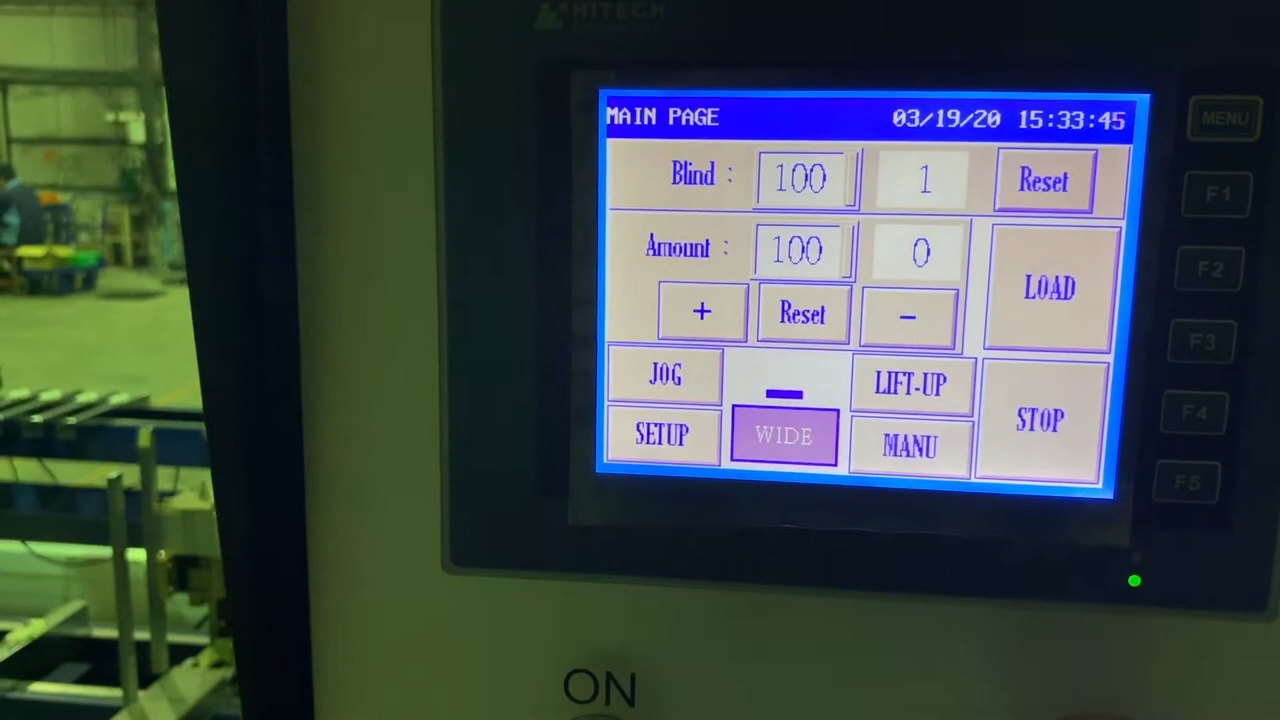 HITECH
MAIN PAGE 03/19/20 15:33:45
MENU
Blind : 100 1 Reset
F1
Amount : 100 0
F2
LOAD
+ Reset -
F3
JOG LIFT-UP
F4
STOP
SETUP WIDE MANU
F5
ON